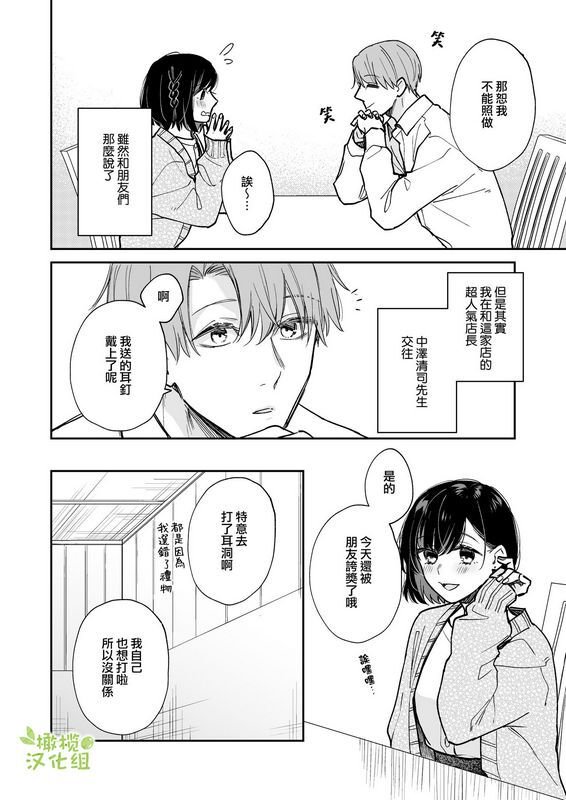 那恕我
不能照做
笑
笑
誒～…
雖然和朋友們
那麼說了
但是其實
我在和這家店的
超人氣店長
中澤清司先生
交往
啊
我送的耳釘
戴上了呢
是的
今天還被
朋友誇獎了哦
誒嘿嘿…
特意去
打了耳洞啊
都是因為
我選錯了禮物
我自己
也想打啦
所以沒關係
橄榄
汉化组